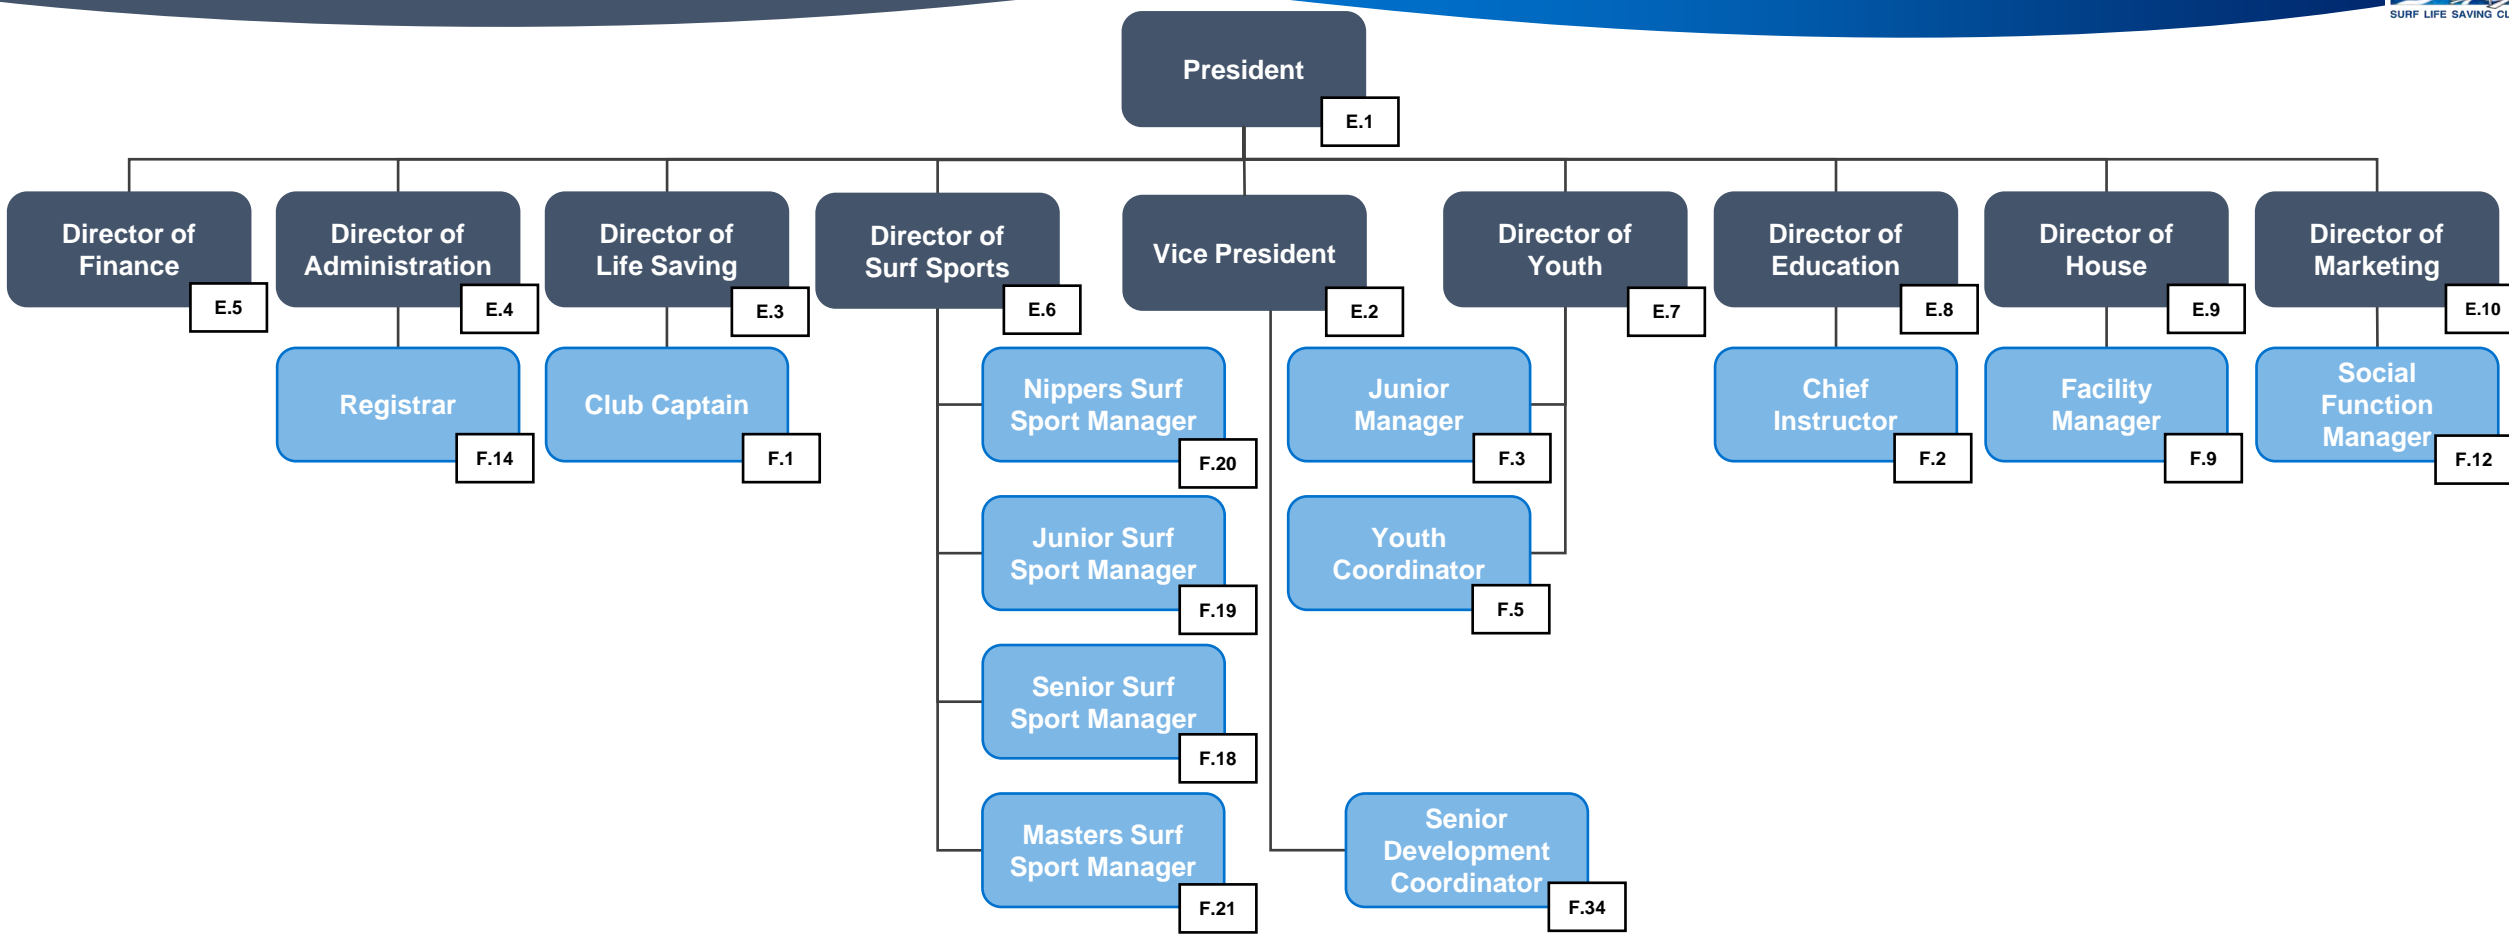 SURF LIFE SAVING
President
E.1
Director of
Finance
E.5
Director of
Administration
E.4
Director of
Life Saving
E.3
Director of
Surf Sports
E.6
Vice President
E.2
Director of
Youth
E.7
Director of
Education
E.8
Director of
House
E.9
Director of
Marketing
E.10
Registrar
F.14
Club Captain
F.1
Nippers Surf
Sport Manager
F.20
Junior
Manager
F.3
Chief
Instructor
F.2
Facility
Manager
F.9
Social
Function
Manager
F.12
Junior Surf
Sport Manager
F.19
Youth
Coordinator
F.5
Senior Surf
Sport Manager
F.18
Masters Surf
Sport Manager
F.21
Senior
Development
Coordinator
F.34